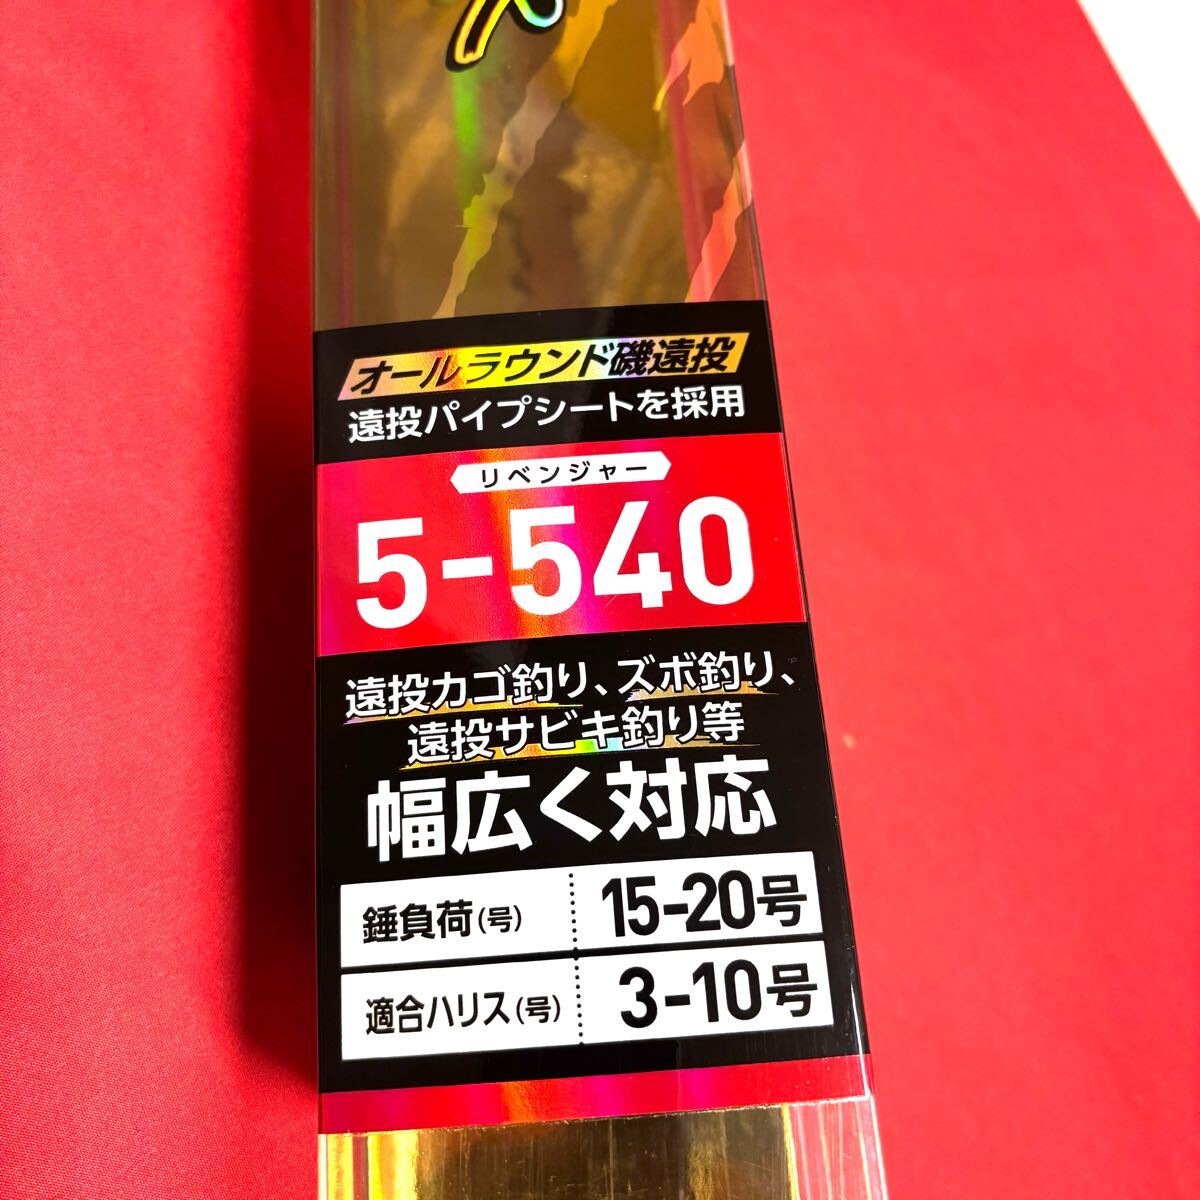 オールラウンド磯遠投
遠投パイプシートを採用
リベンジャー
5-540
遠投カゴ釣り、ズボ釣り、
遠投サビキ釣り等
幅広く対応
錘負荷(号) 15-20号
適合ハリス(号) 3-10号